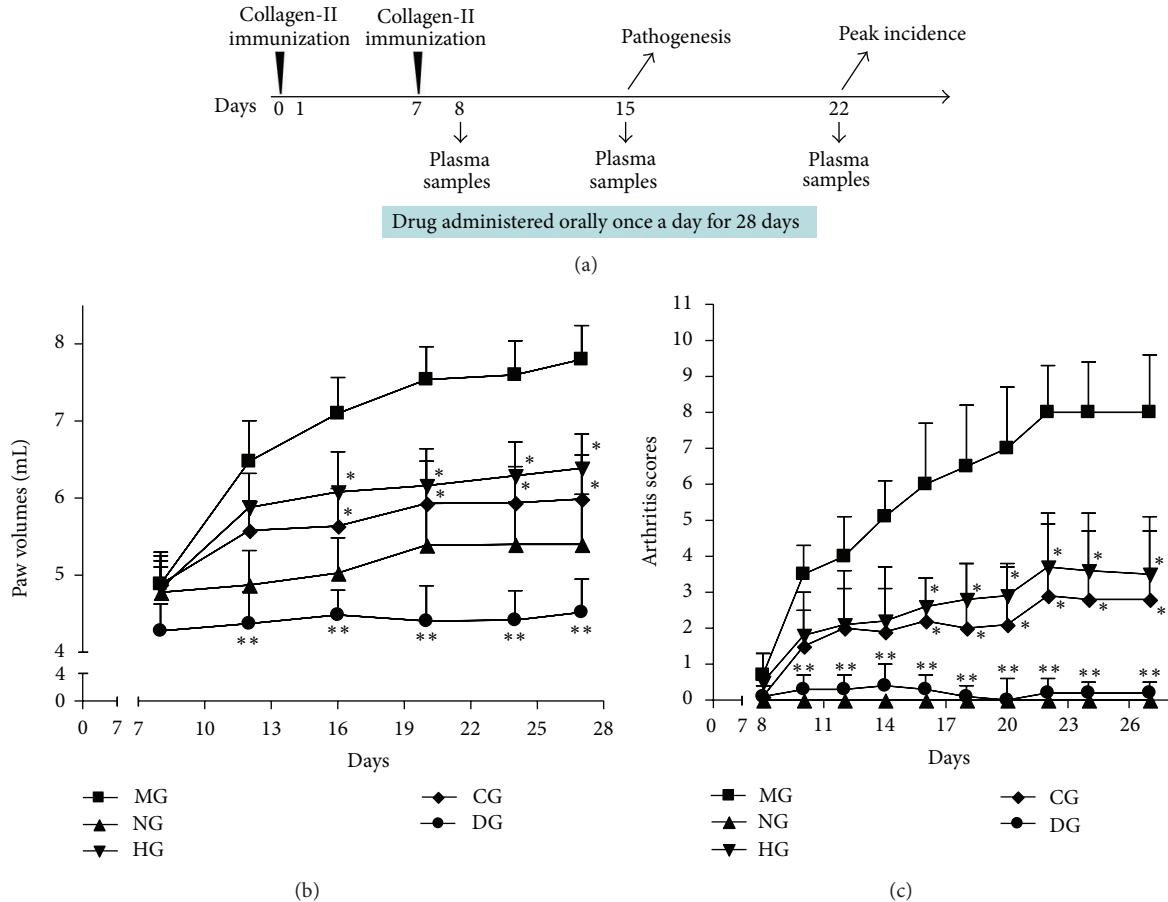 Collagen-II
immunization
Collagen-II
immunization
Pathogenesis
Peak incidence
Days 0 1 7 8 15 22
Plasma
samples
Plasma
samples
Plasma
samples
Drug administered orally once a day for 28 days
(a)
Paw volumes (mL)
8
7
6
5
4
4
0
0 7 7 10 13 16 19 22 25 28
* * * * * * * *
** ** ** ** **
Days
MG
NG
HG
CG
DG
(b)
Arthritis scores
11
10
9
8
7
6
5
4
3
2
1
0
0 7 8 11 14 17 20 23 26
* * * * * * *
* * * * * * *
** ** ** ** ** ** ** ** **
Days
MG
NG
HG
CG
DG
(c)